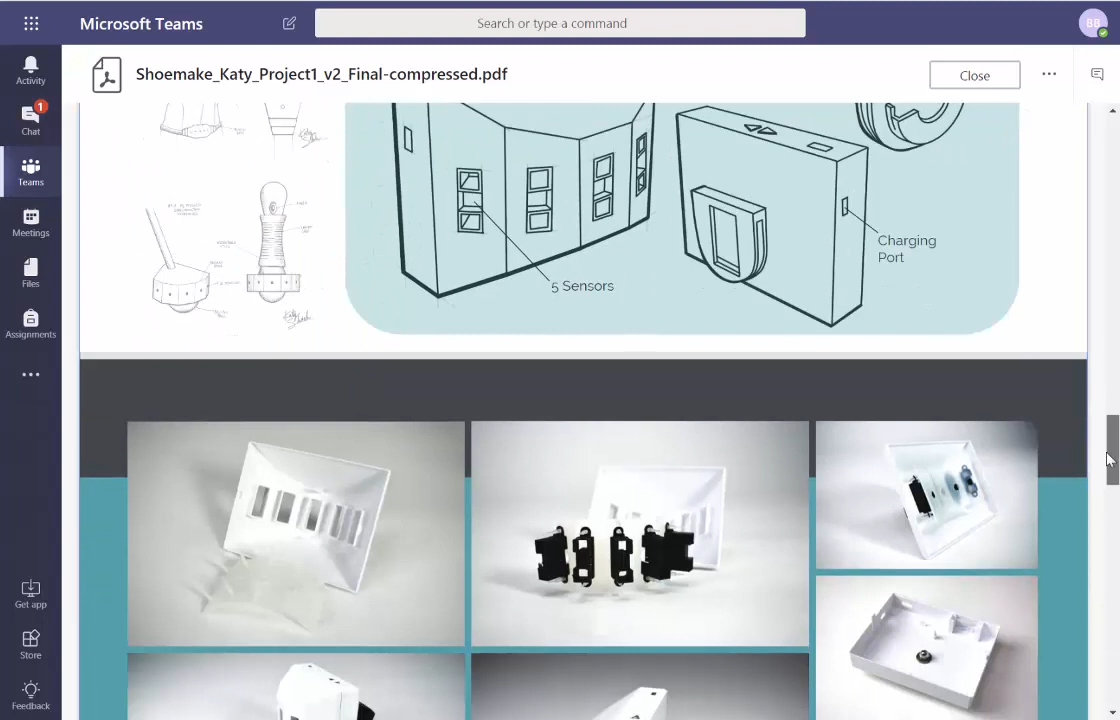 Microsoft Teams
Search or type a command
BB
Activity
Shoemake_Katy_Project1_v2_Final-compressed.pdf
Close
1
Chat
Teams
Meetings
Files
Assignments
Get app
Store
Feedback
Charging
Port
5 Sensors